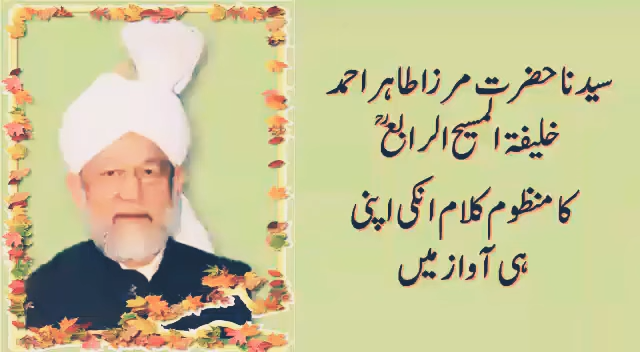 سیدنا حضرت مرزا طاہر احمد
خلیفۃ المسیح الرابعؒ
کا منظوم کلام انکی اپنی
ہی آواز میں